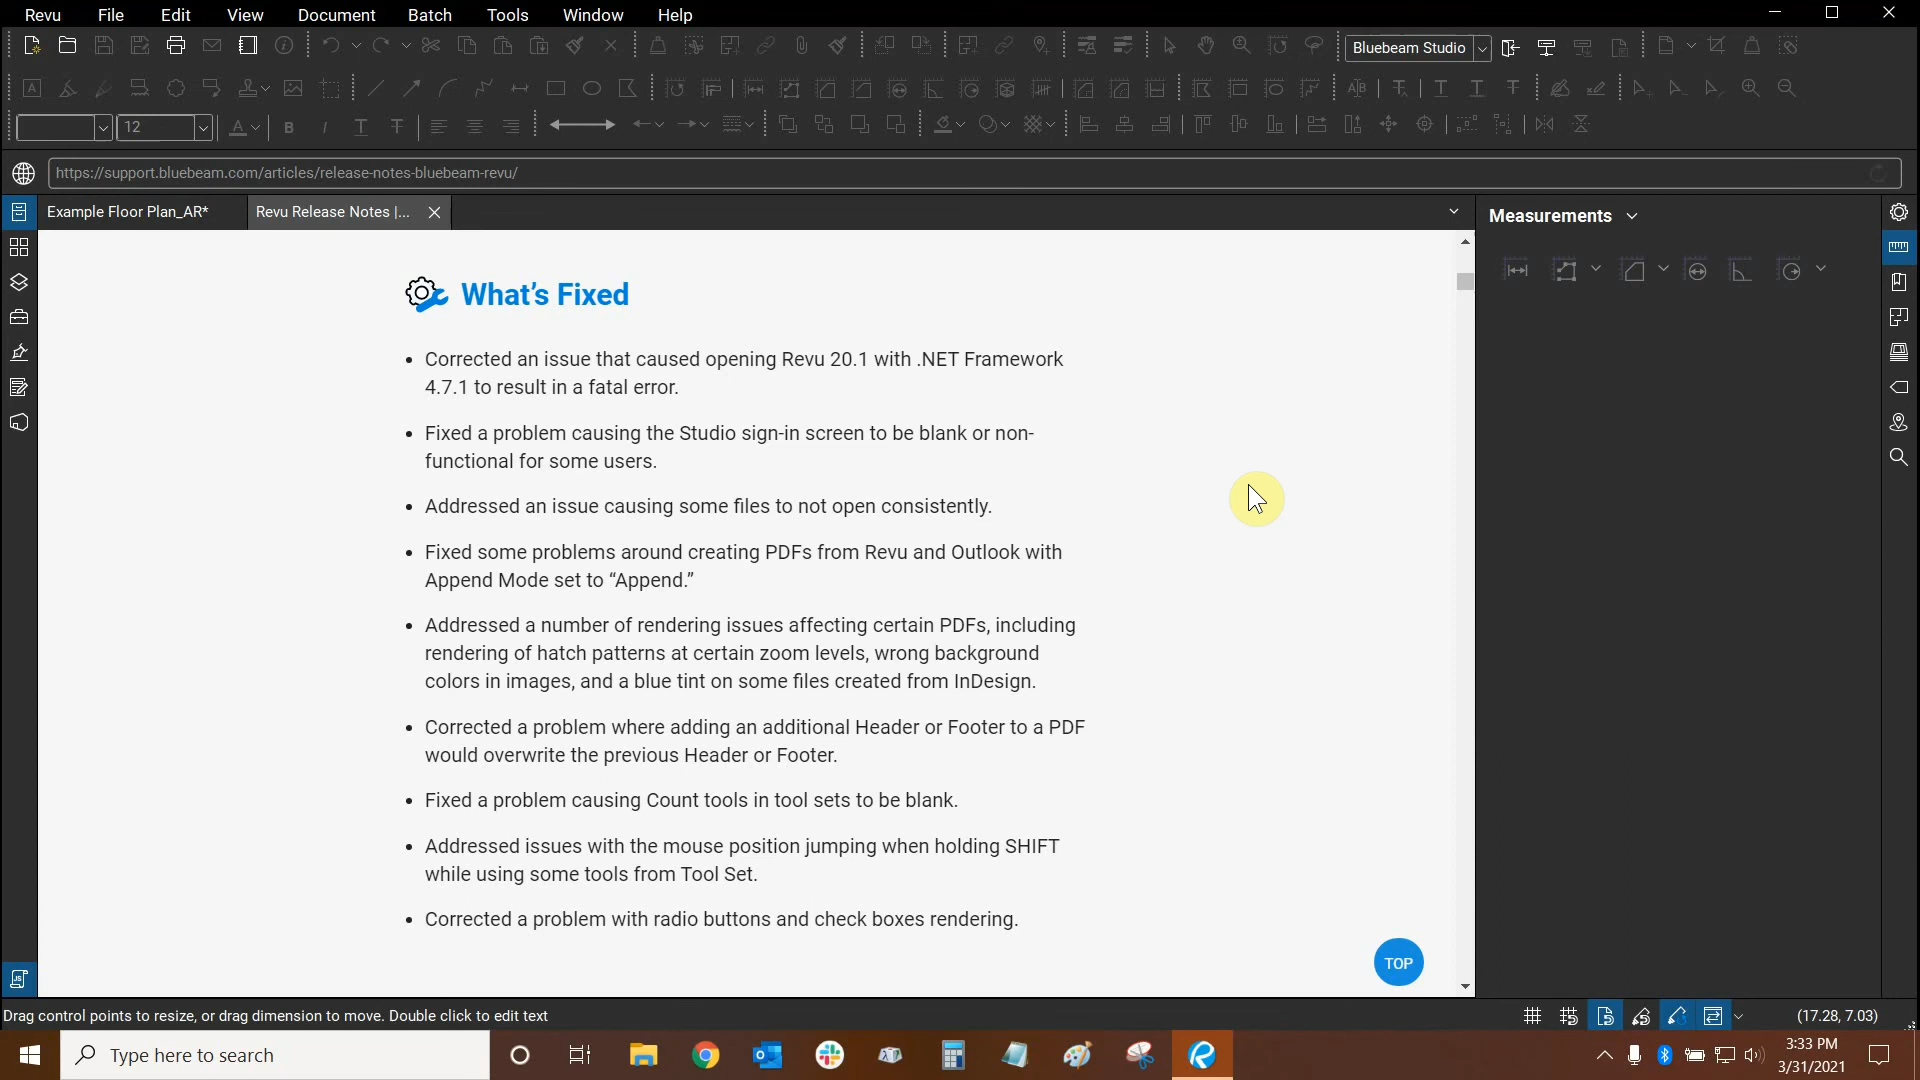 Revu File Edit View Document Batch Tools Window Help
Bluebeam Studio
12
https://support.bluebeam.com/articles/release-notes-bluebeam-revu/
Example Floor Plan_AR*
Revu Release Notes |...
Measurements
What's Fixed
• Corrected an issue that caused opening Revu 20.1 with .NET Framework
4.7.1 to result in a fatal error.
• Fixed a problem causing the Studio sign-in screen to be blank or non-
functional for some users.
• Addressed an issue causing some files to not open consistently.
• Fixed some problems around creating PDFs from Revu and Outlook with
Append Mode set to “Append.”
• Addressed a number of rendering issues affecting certain PDFs, including
rendering of hatch patterns at certain zoom levels, wrong background
colors in images, and a blue tint on some files created from InDesign.
• Corrected a problem where adding an additional Header or Footer to a PDF
would overwrite the previous Header or Footer.
• Fixed a problem causing Count tools in tool sets to be blank.
• Addressed issues with the mouse position jumping when holding SHIFT
while using some tools from Tool Set.
• Corrected a problem with radio buttons and check boxes rendering.
TOP
Drag control points to resize, or drag dimension to move. Double click to edit text
(17.28, 7.03)
Type here to search
3:33 PM
3/31/2021